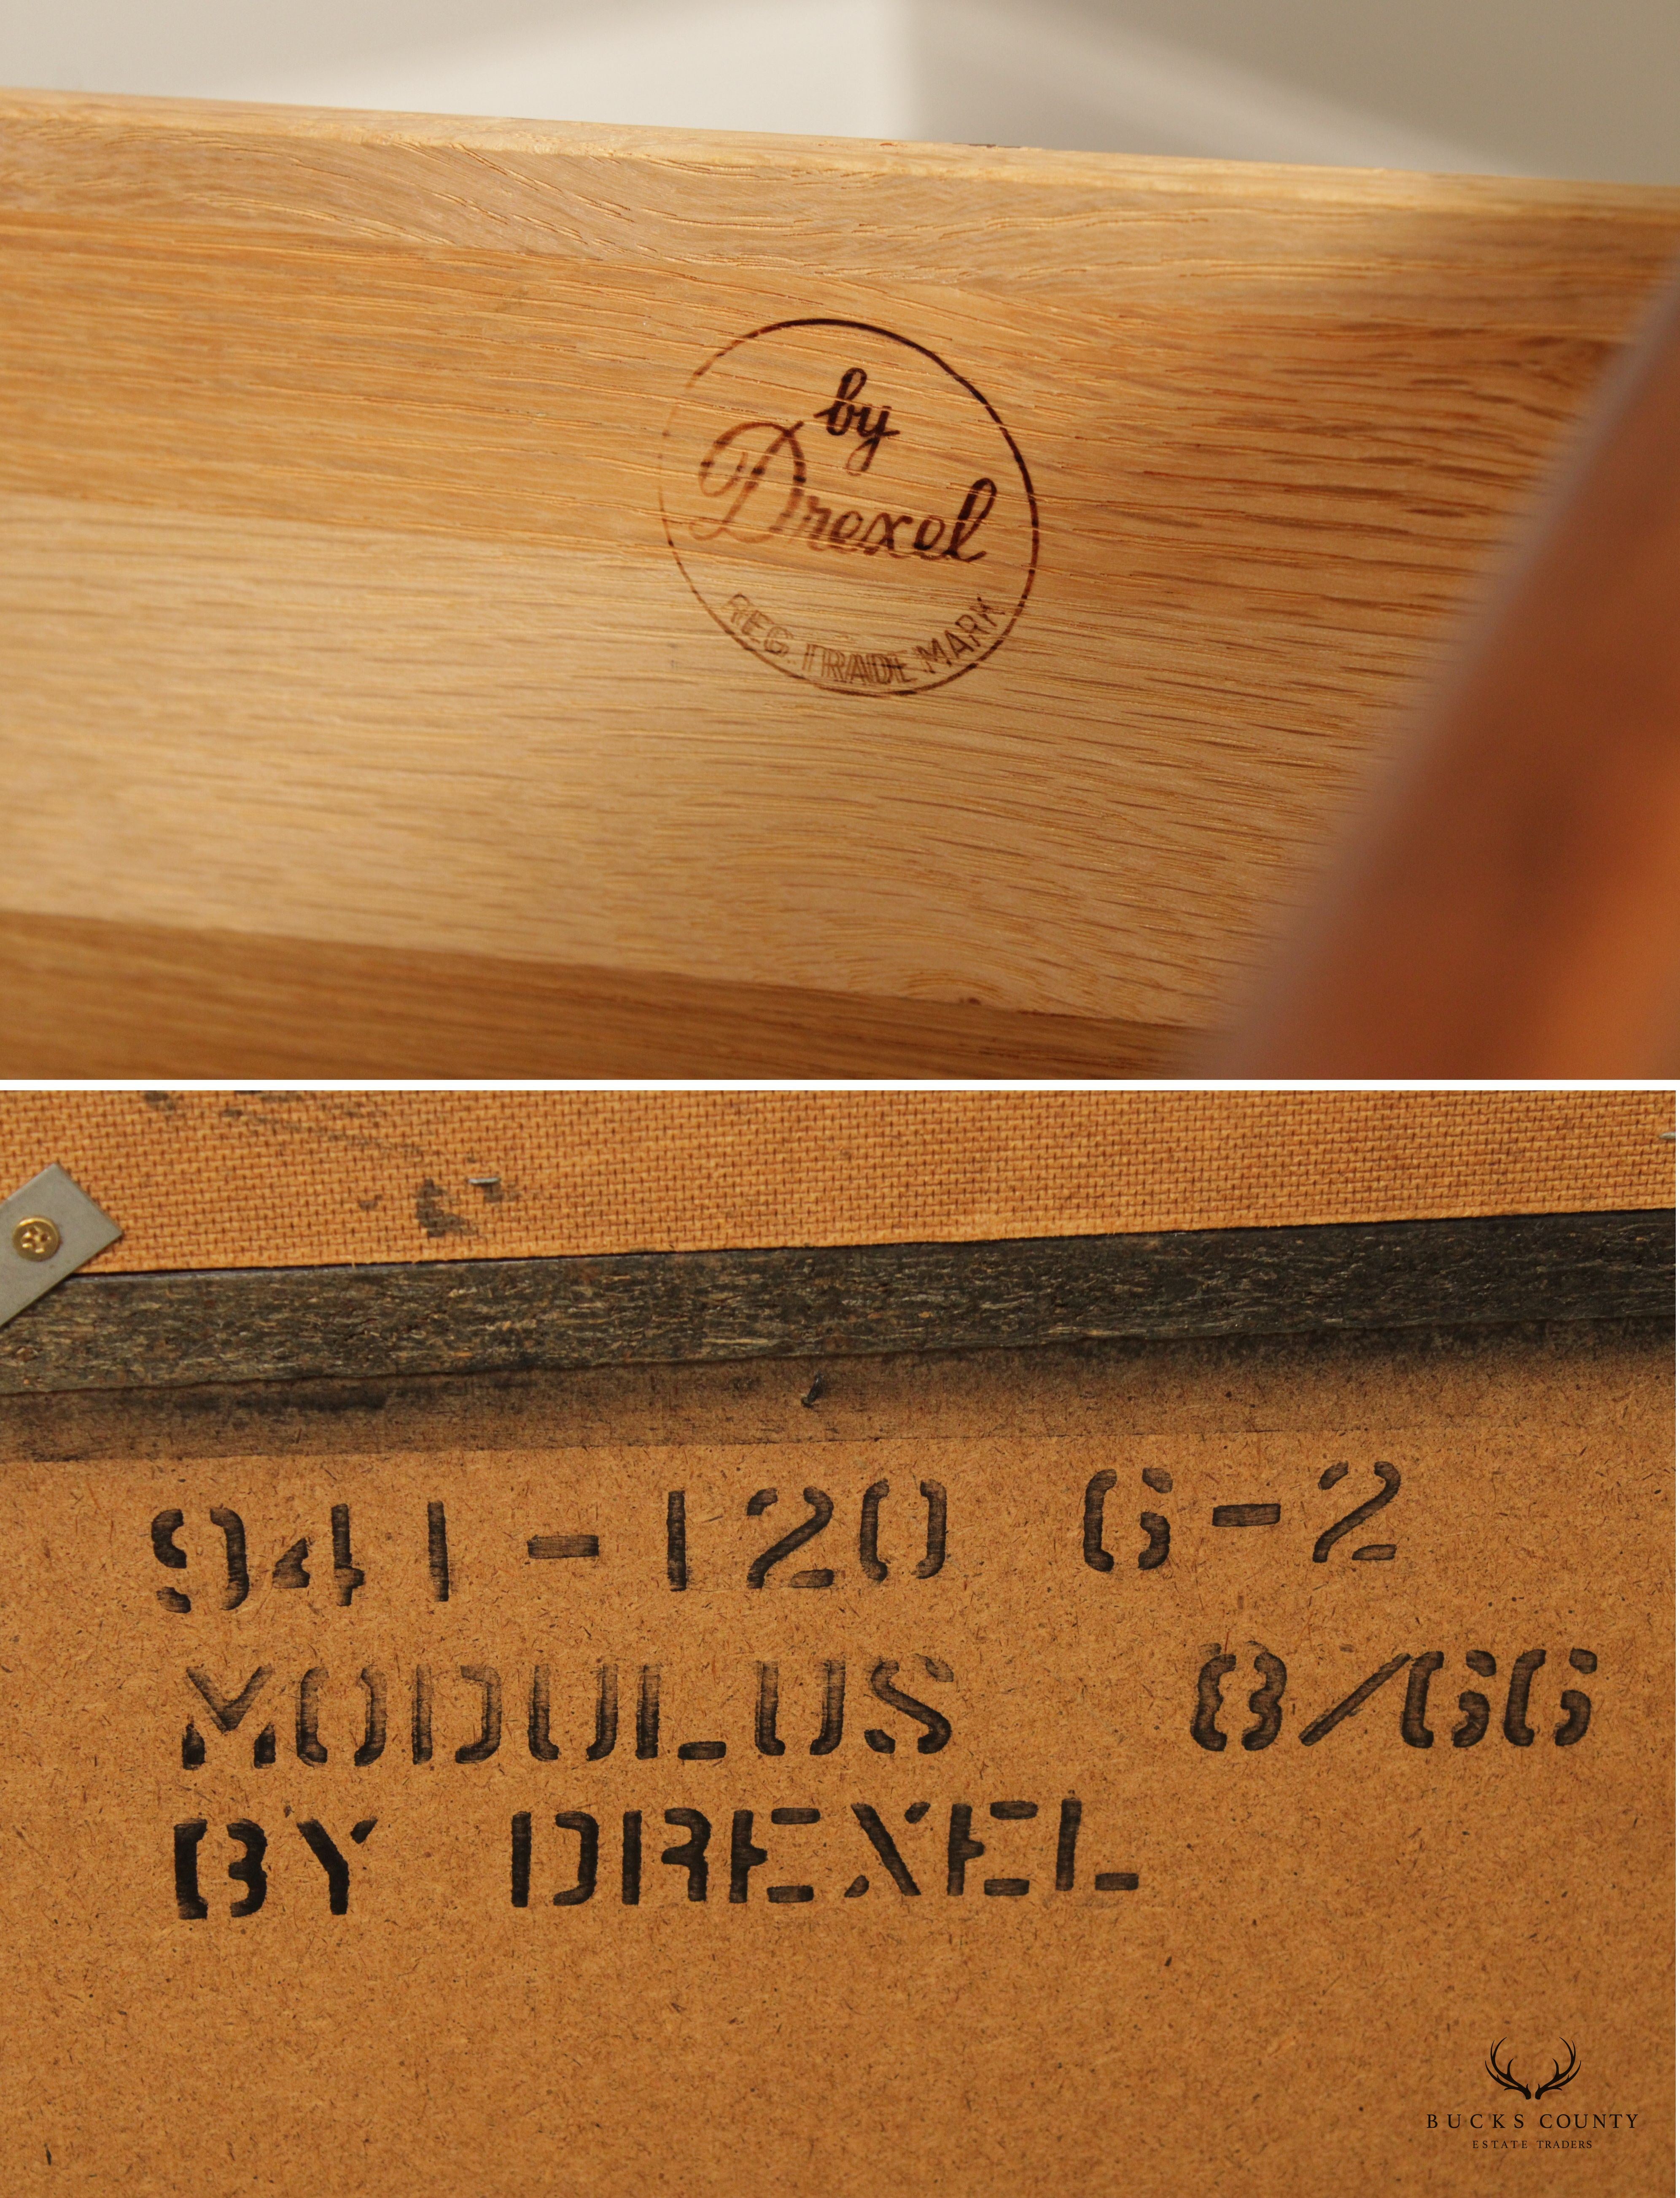 by
Drexel
REG. TRADE MARK
941-120 6-2
MODULUS 8/66
BY DREXEL
BUCKS COUNTY
ESTATE TRADERS